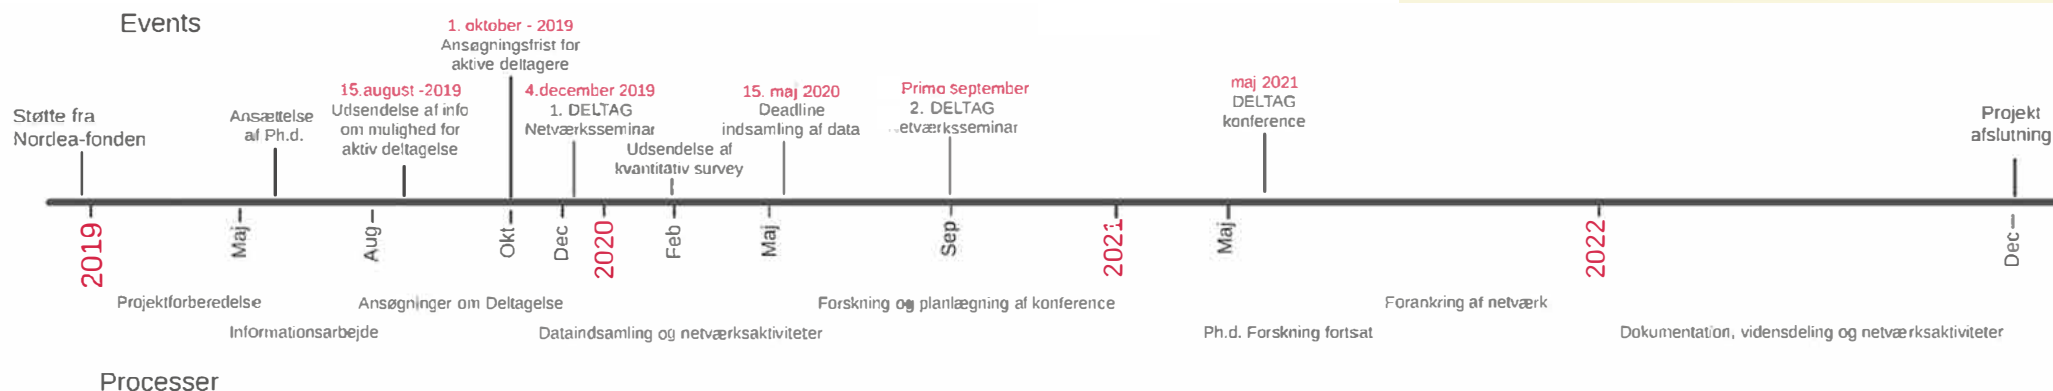 Events
Støtte fra
Nordea-fonden
Ansættelse
af Ph.d.
15.august -2019
Udsendelse af info
om mulighed for
aktiv deltagelse
1. oktober - 2019
Ansøgningsfrist for
aktive deltagere
4.december 2019
1. DELTAG
Netværksseminar
Udsendelse af
kvantitativ survey
15. maj 2020
Deadline
indsamling af data
Primo september
2. DELTAG
etværksseminar
maj 2021
DELTAG
konference
Projekt
afslutning
2019
Maj
Aug
Okt
Dec
2020
Feb
Maj
Sep
2021
Maj
2022
Dec
Projektforberedelse
Ansøgninger om Deltagelse
Forskning og planlægning af konference
Forankring af netværk
Informationsarbejde
Dataindsamling og netværksaktiviteter
Ph.d. Forskning fortsat
Dokumentation, vidensdeling og netværksaktiviteter
Processer